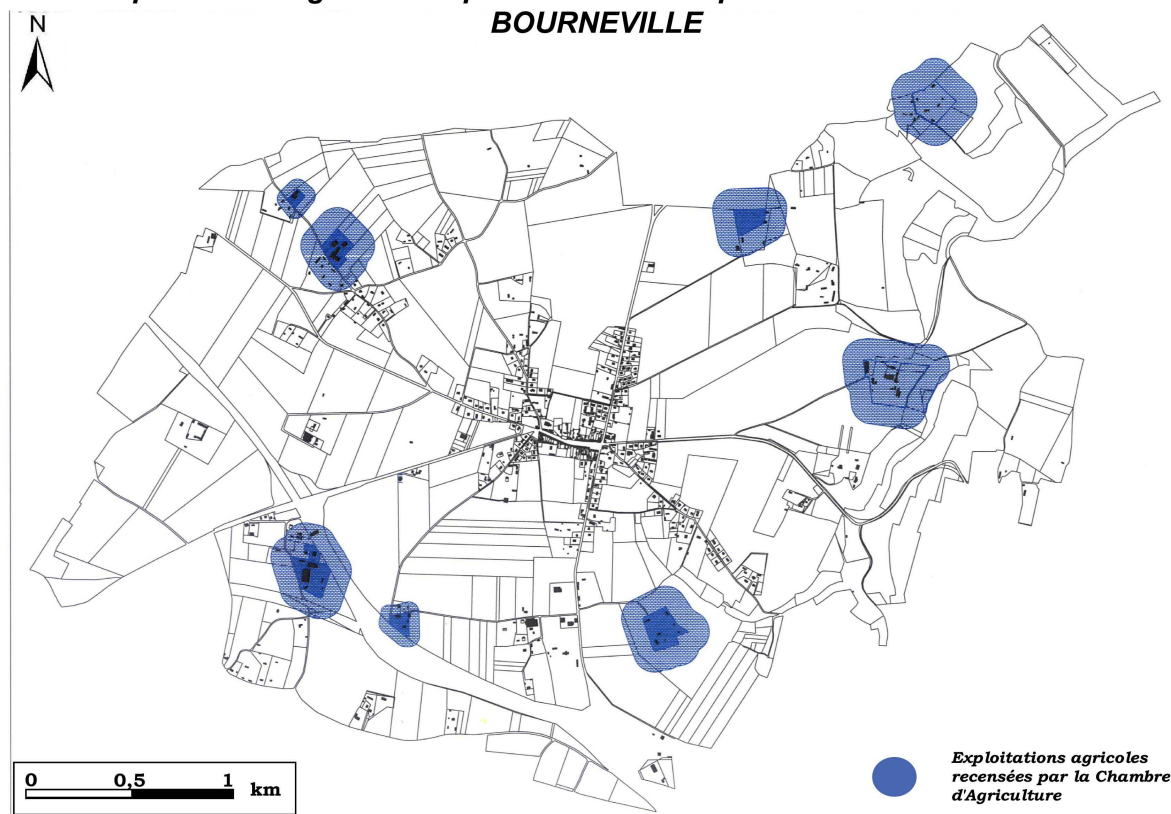 BOURNEVILLE
N
0 0,5 1 km
Exploitations agricoles
recensées par la Chambre
d'Agriculture